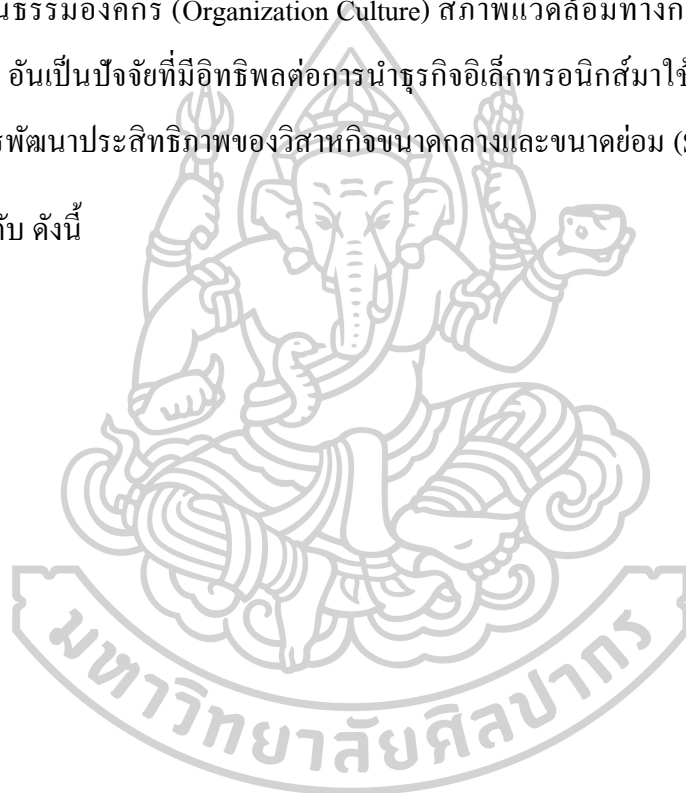 นธรรมองค์กร (Organization Culture) สภาพแวดล้อมทางก
อันเป็นปัจจัยที่มีอิทธิพลต่อการนำธุรกิจอิเล็กทรอนิกส์มาใช้
รพัฒนาประสิทธิภาพของวิสาหกิจขนาดกลางและขนาดย่อม (S
กับ ดังนี้
มหาวิทยาลัยศิลปากร